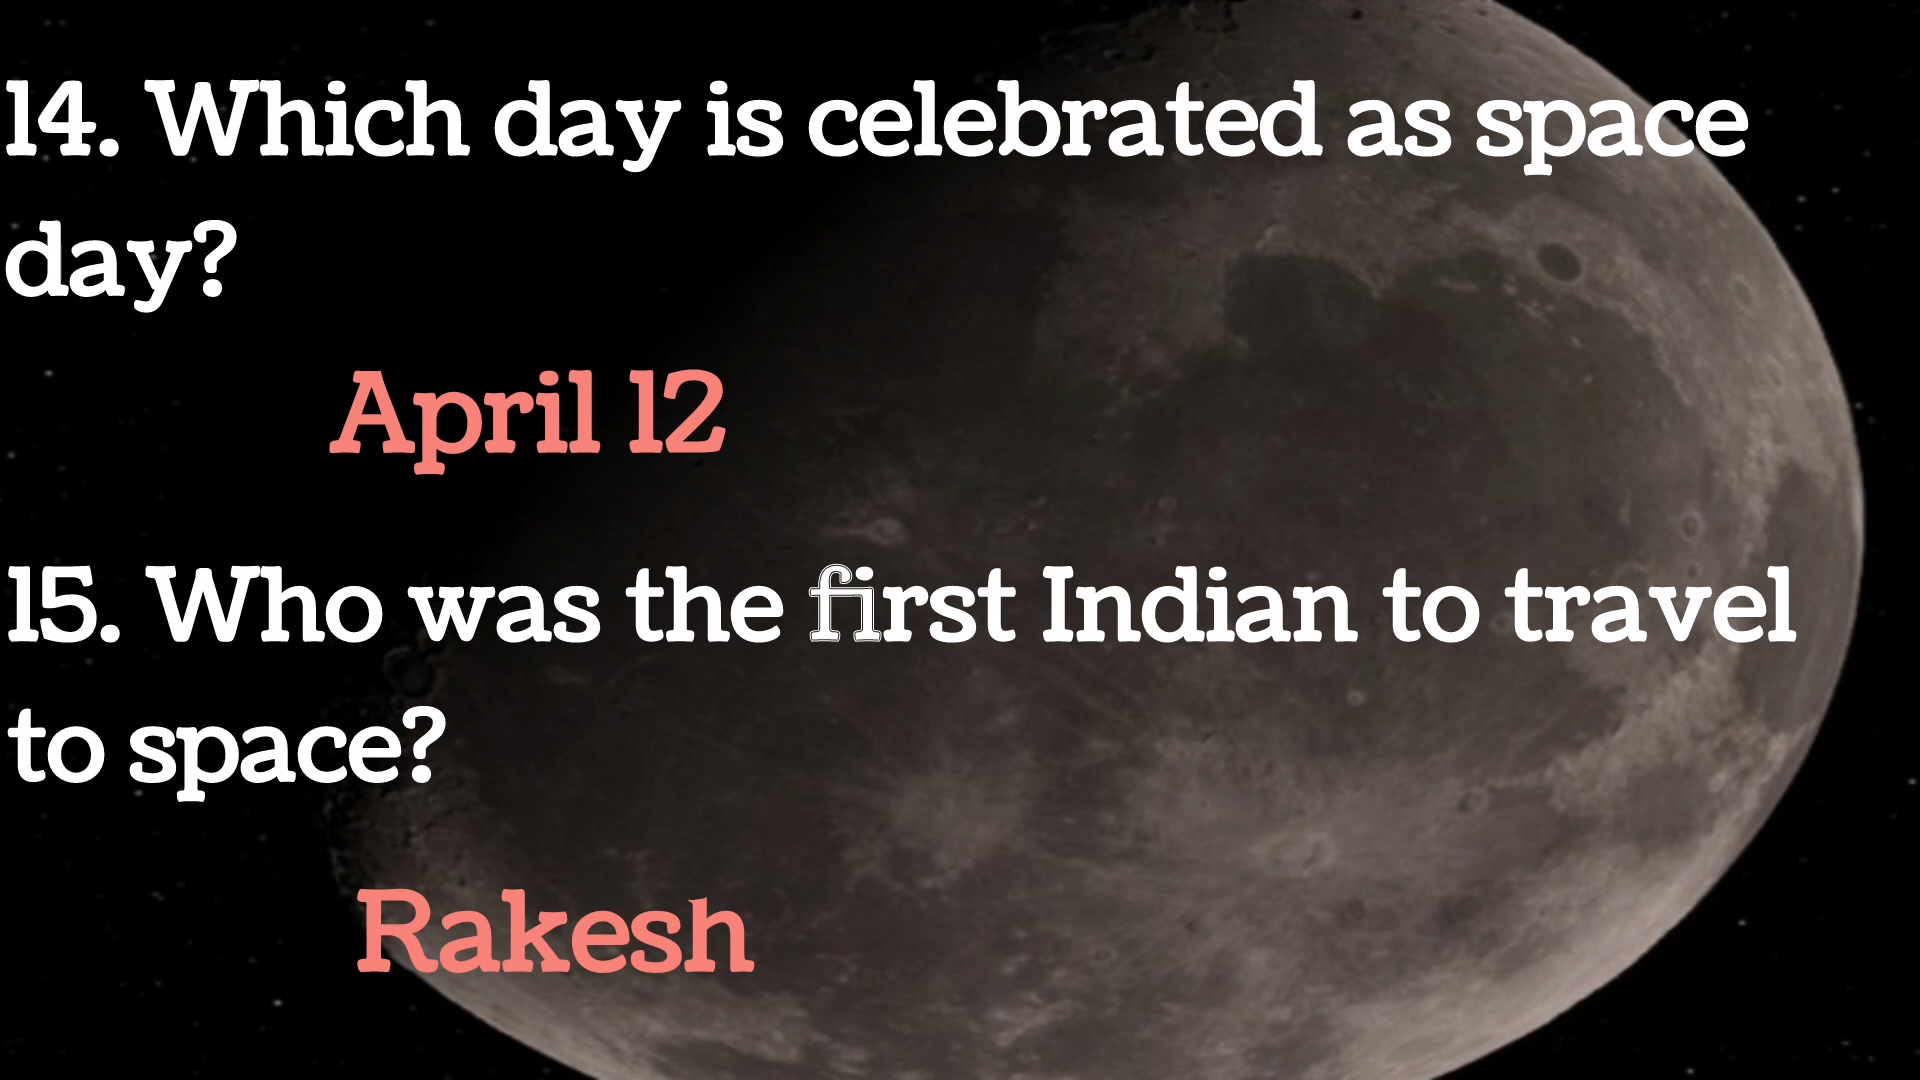 14. Which day is celebrated as space
day?
April 12
15. Who was the first Indian to travel
to space?
Rakesh